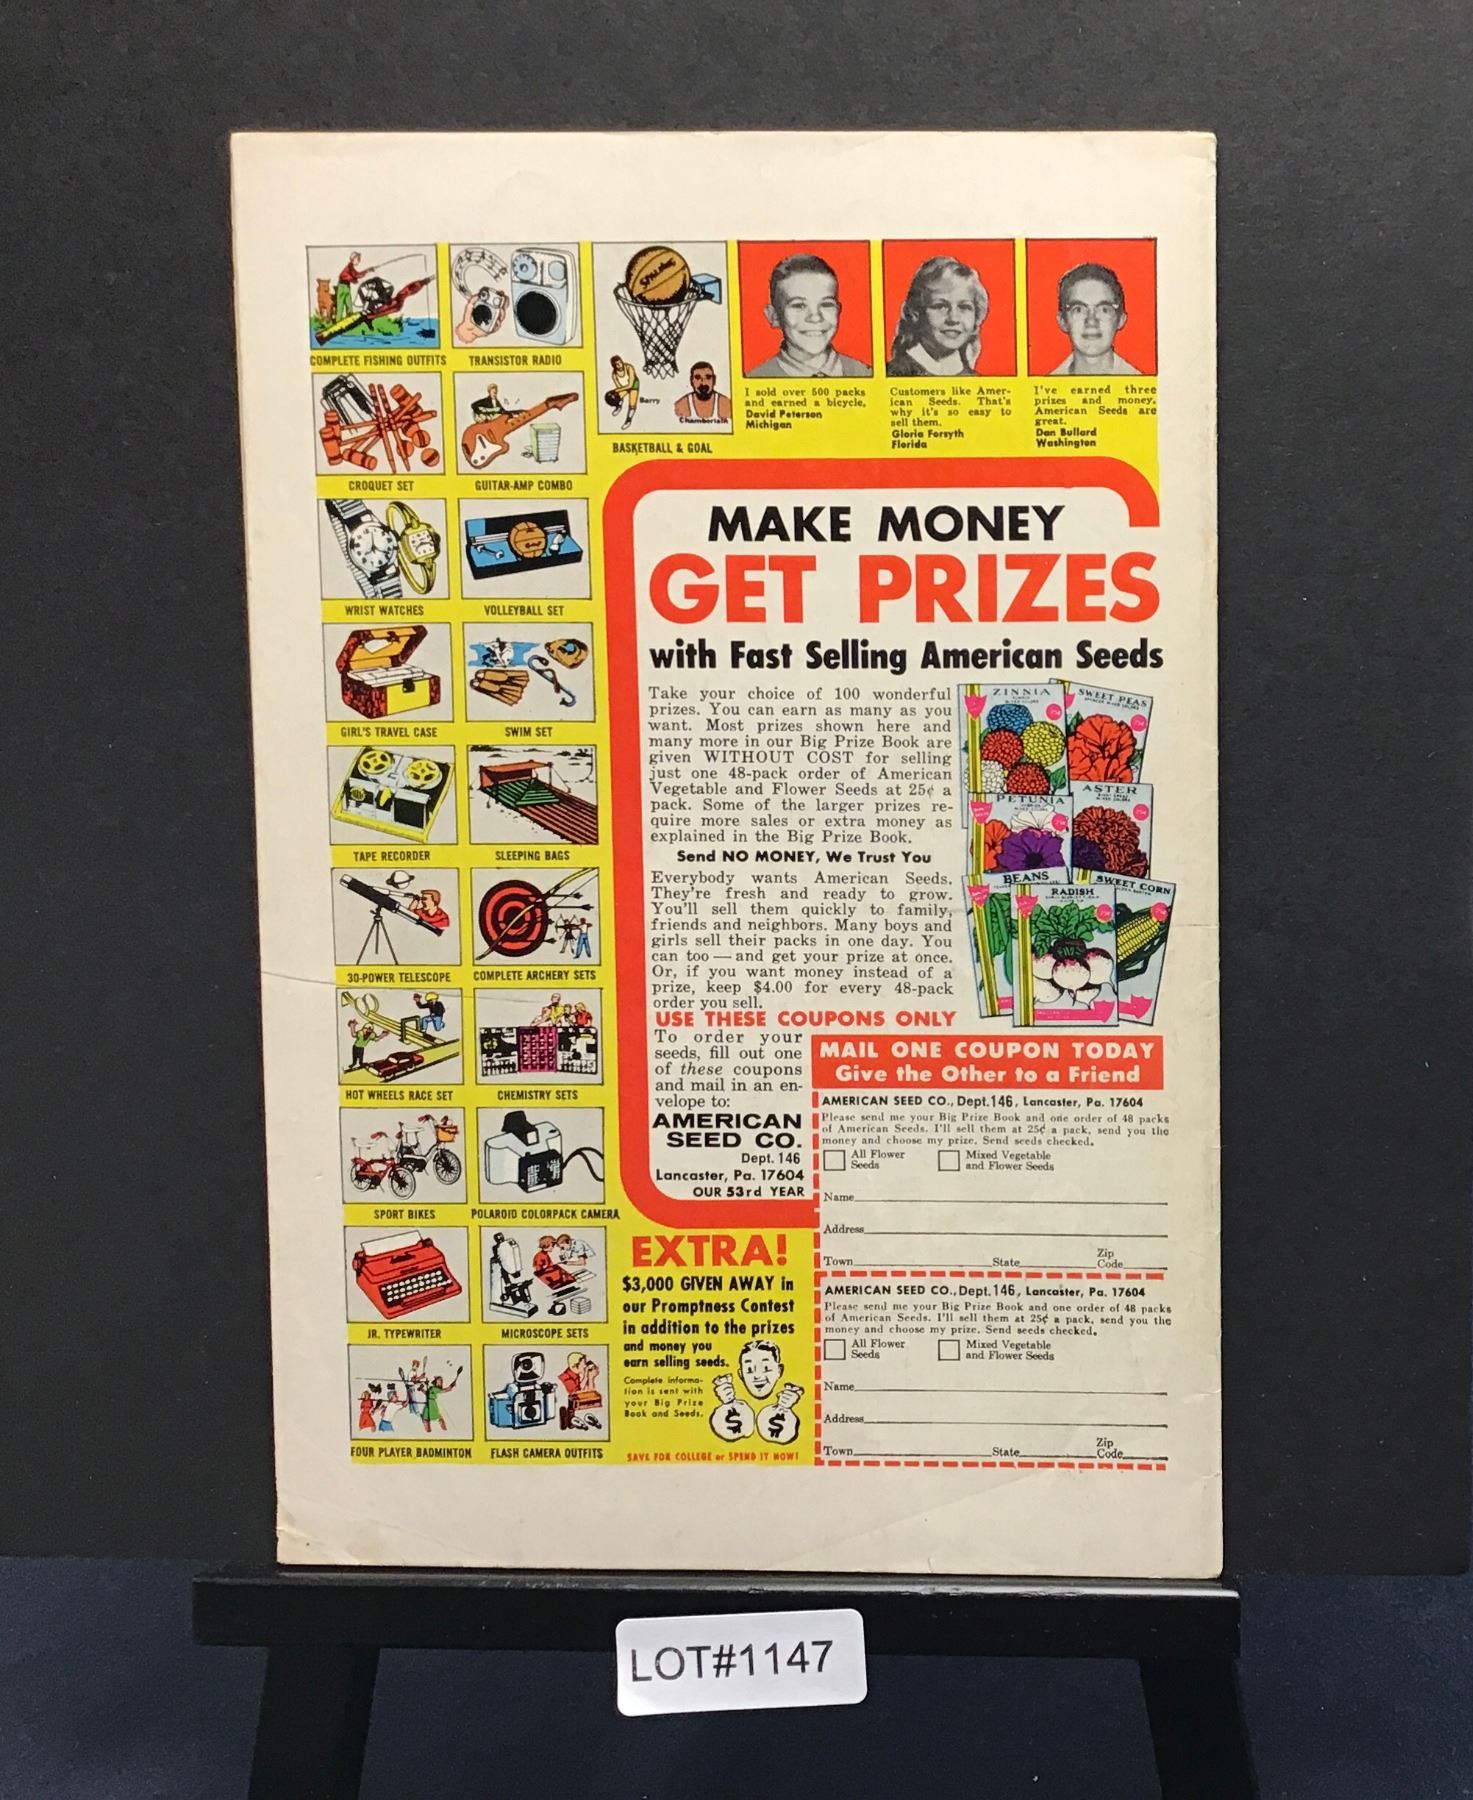 COMPLETE FISHING OUTFITS
TRANSISTOR RADIO
SPALDING
Barry
Chamberlain
BASKETBALL & GOAL
CROQUET SET
GUITAR-AMP COMBO
WRIST WATCHES
VOLLEYBALL SET
GIRL'S TRAVEL CASE
SWIM SET
TAPE RECORDER
SLEEPING BAGS
30-POWER TELESCOPE
COMPLETE ARCHERY SETS
HOT WHEELS RACE SET
CHEMISTRY SETS
SPORT BIKES
POLAROID COLORPACK CAMERA
JR. TYPEWRITER
MICROSCOPE SETS
FOUR PLAYER BADMINTON
FLASH CAMERA OUTFITS
I sold over 500 packs
and earned a bicycle.
David Peterson
Michigan
Customers like Amer-
ican Seeds. That's
why it's so easy to
sell them.
Gloria Forsyth
Florida
I've earned three
prizes and money.
American Seeds are
great.
Dan Bullard
Washington
MAKE MONEY
GET PRIZES
with Fast Selling American Seeds
Take your choice of 100 wonderful
prizes. You can earn as many as you
want. Most prizes shown here and
many more in our Big Prize Book are
given WITHOUT COST for selling
just one 48-pack order of American
Vegetable and Flower Seeds at 25¢ a
pack. Some of the larger prizes re-
quire more sales or extra money as
explained in the Big Prize Book.
Send NO MONEY, We Trust You
Everybody wants American Seeds.
They're fresh and ready to grow.
You'll sell them quickly to family,
friends and neighbors. Many boys and
girls sell their packs in one day. You
can too — and get your prize at once.
Or, if you want money instead of a
prize, keep $4.00 for every 48-pack
order you sell.
ZINNIA
SWEET PEAS
PETUNIA
ASTER
BEANS
RADISH
SWEET CORN
USE THESE COUPONS ONLY
To order your
seeds, fill out one
of these coupons
and mail in an en-
velope to:
AMERICAN
SEED CO.
Dept. 146
Lancaster, Pa. 17604
OUR 53rd YEAR
MAIL ONE COUPON TODAY
Give the Other to a Friend
AMERICAN SEED CO., Dept. 146, Lancaster, Pa. 17604
Please send me your Big Prize Book and one order of 48 packs
of American Seeds. I'll sell them at 25¢ a pack, send you the
money and choose my prize. Send seeds checked.
All Flower Seeds
Mixed Vegetable and Flower Seeds
Name
Address
Town State Zip Code
AMERICAN SEED CO., Dept. 146, Lancaster, Pa. 17604
Please send me your Big Prize Book and one order of 48 packs
of American Seeds. I'll sell them at 25¢ a pack, send you the
money and choose my prize. Send seeds checked.
All Flower Seeds
Mixed Vegetable and Flower Seeds
Name
Address
Town State Zip Code
EXTRA!
$3,000 GIVEN AWAY in
our Promptness Contest
in addition to the prizes
and money you
earn selling seeds.
Complete informa-
tion is sent with
your Big Prize
Book and Seeds.
$ $
SAVE FOR COLLEGE or SPEND IT NOW!
LOT#1147